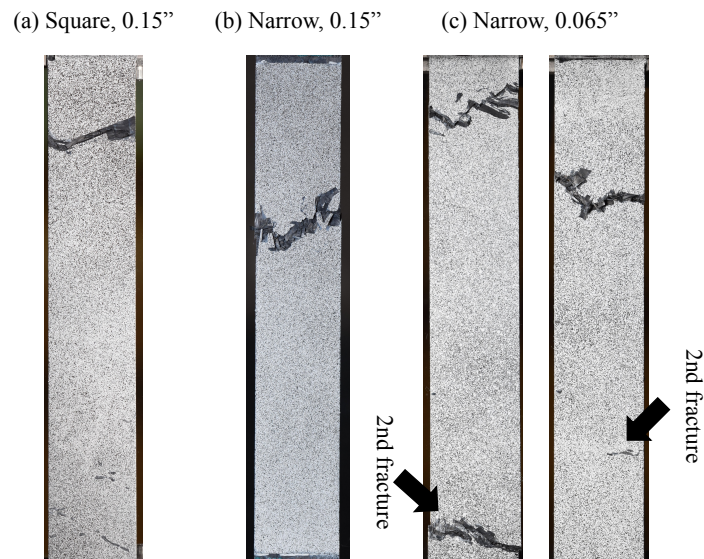 (a) Square, 0.15”
(b) Narrow, 0.15”
(c) Narrow, 0.065”
2nd fracture
2nd fracture